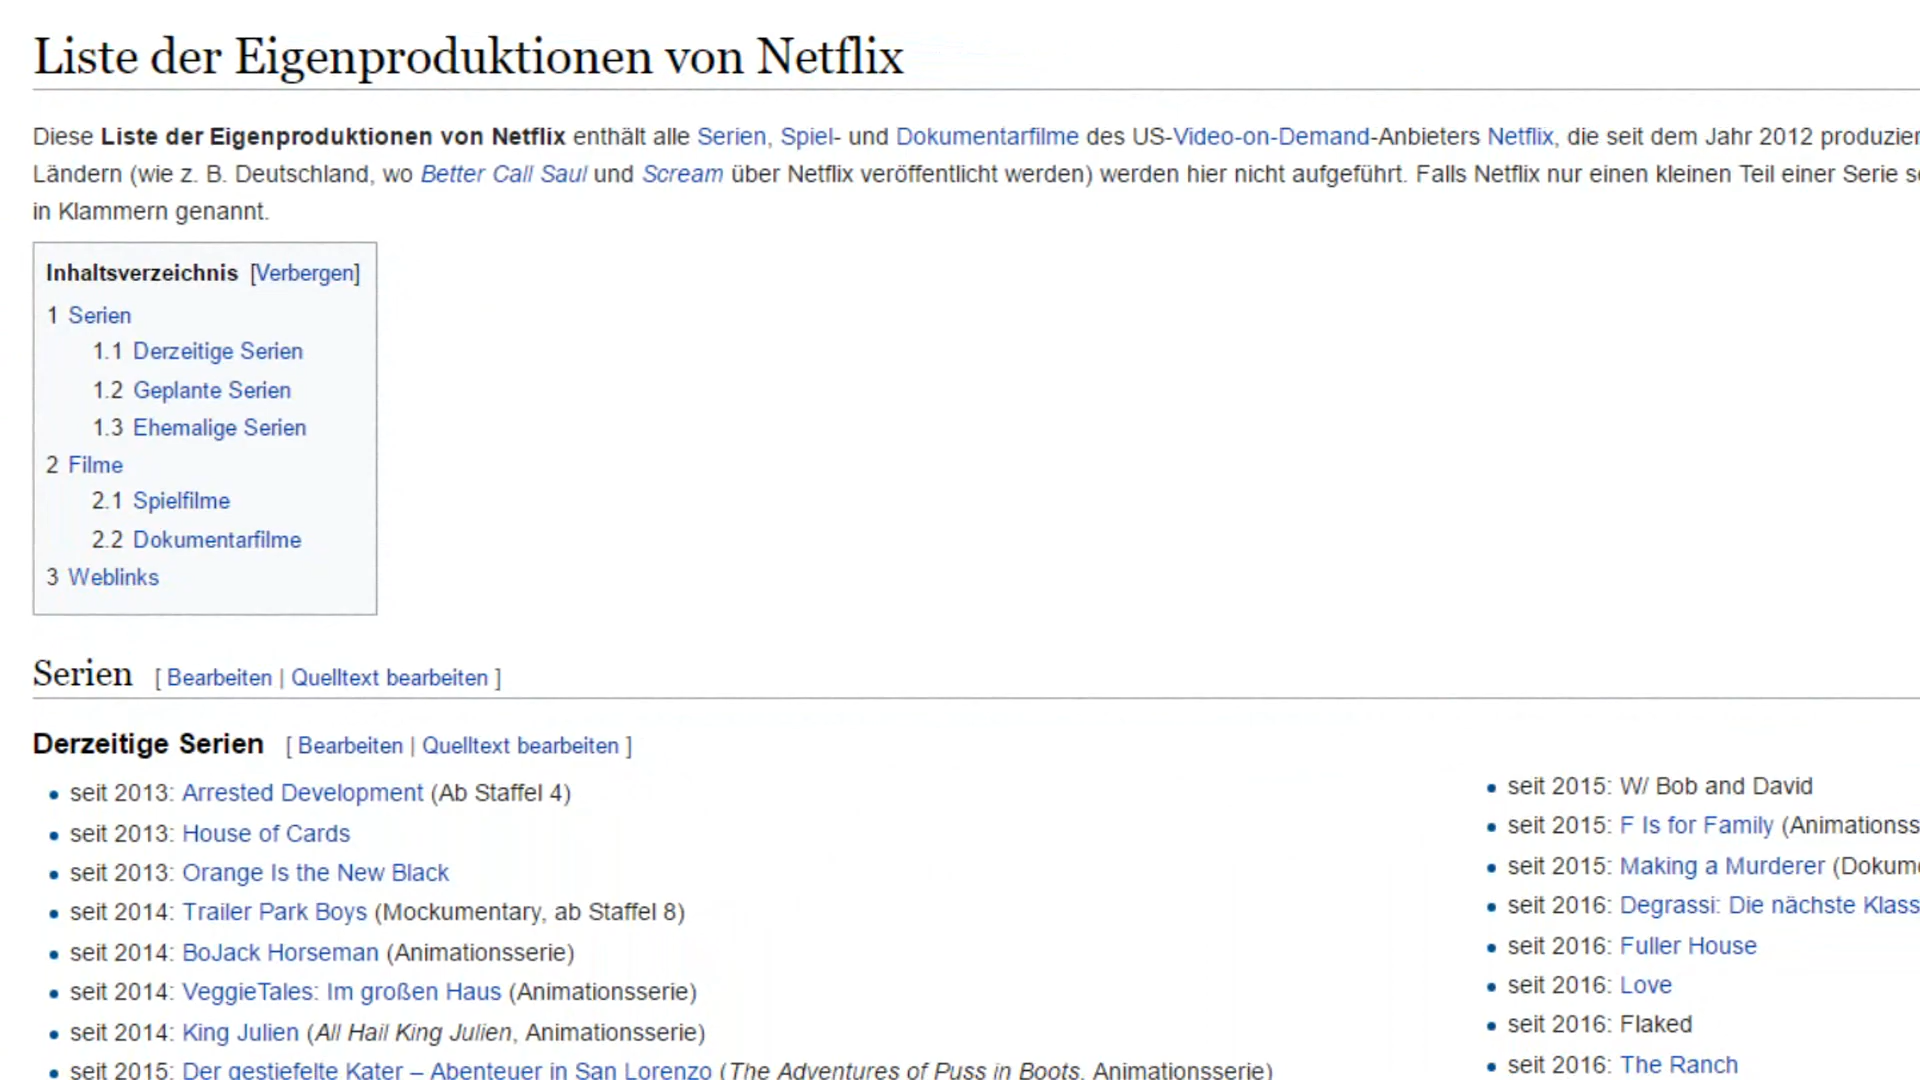 Liste der Eigenproduktionen von Netflix
Diese Liste der Eigenproduktionen von Netflix enthält alle Serien, Spiel- und Dokumentarfilme des US-Video-on-Demand-Anbieters Netflix, die seit dem Jahr 2012
Ländern (wie z. B. Deutschland, wo Better Call Saul und Scream über Netflix veröffentlicht werden) werden hier nicht aufgeführt. Falls Netflix nur einen kleinen Teil einer Serie
in Klammern genannt.
Inhaltsverzeichnis [Verbergen]
1 Serien
1.1 Derzeitige Serien
1.2 Geplante Serien
1.3 Ehemalige Serien
2 Filme
2.1 Spielfilme
2.2 Dokumentarfilme
3 Weblinks
Serien [ Bearbeiten | Quelltext bearbeiten ]
Derzeitige Serien [ Bearbeiten | Quelltext bearbeiten ]
• seit 2013: Arrested Development (Ab Staffel 4)
• seit 2013: House of Cards
• seit 2013: Orange Is the New Black
• seit 2014: Trailer Park Boys (Mockumentary, ab Staffel 8)
• seit 2014: BoJack Horseman (Animationsserie)
• seit 2014: VeggieTales: Im großen Haus (Animationsserie)
• seit 2014: King Julien (All Hail King Julien, Animationsserie)
• seit 2015: Der gestiefelte Kater – Abenteuer in San Lorenzo (The Adventures of Puss in Boots, Animationsserie)
• seit 2015: W/ Bob and David
• seit 2015: F Is for Family
• seit 2015: Making a Murderer
• seit 2016: Degrassi: Die nächste
• seit 2016: Fuller House
• seit 2016: Love
• seit 2016: Flaked
• seit 2016: The Ranch